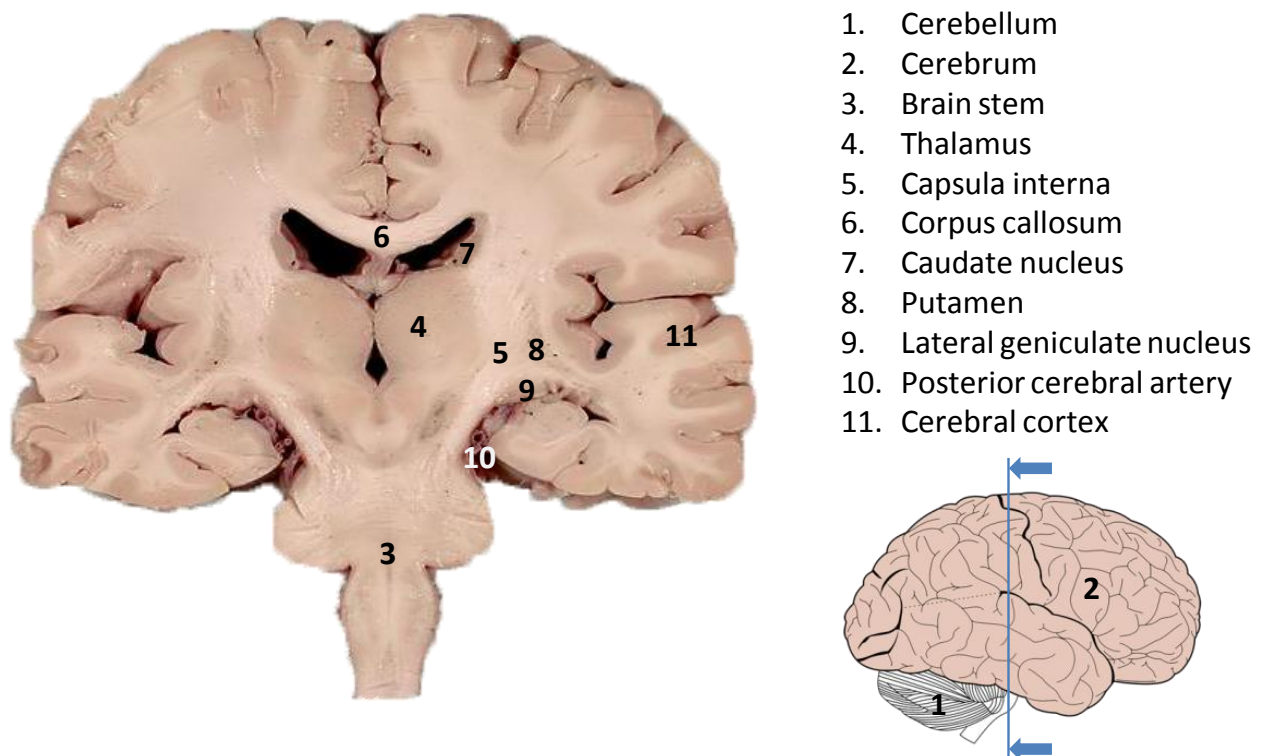 1. Cerebellum
2. Cerebrum
3. Brain stem
4. Thalamus
5. Capsula interna
6. Corpus callosum
7. Caudate nucleus
8. Putamen
9. Lateral geniculate nucleus
10. Posterior cerebral artery
11. Cerebral cortex
6
7
4
11
5
8
9
10
3
2
1